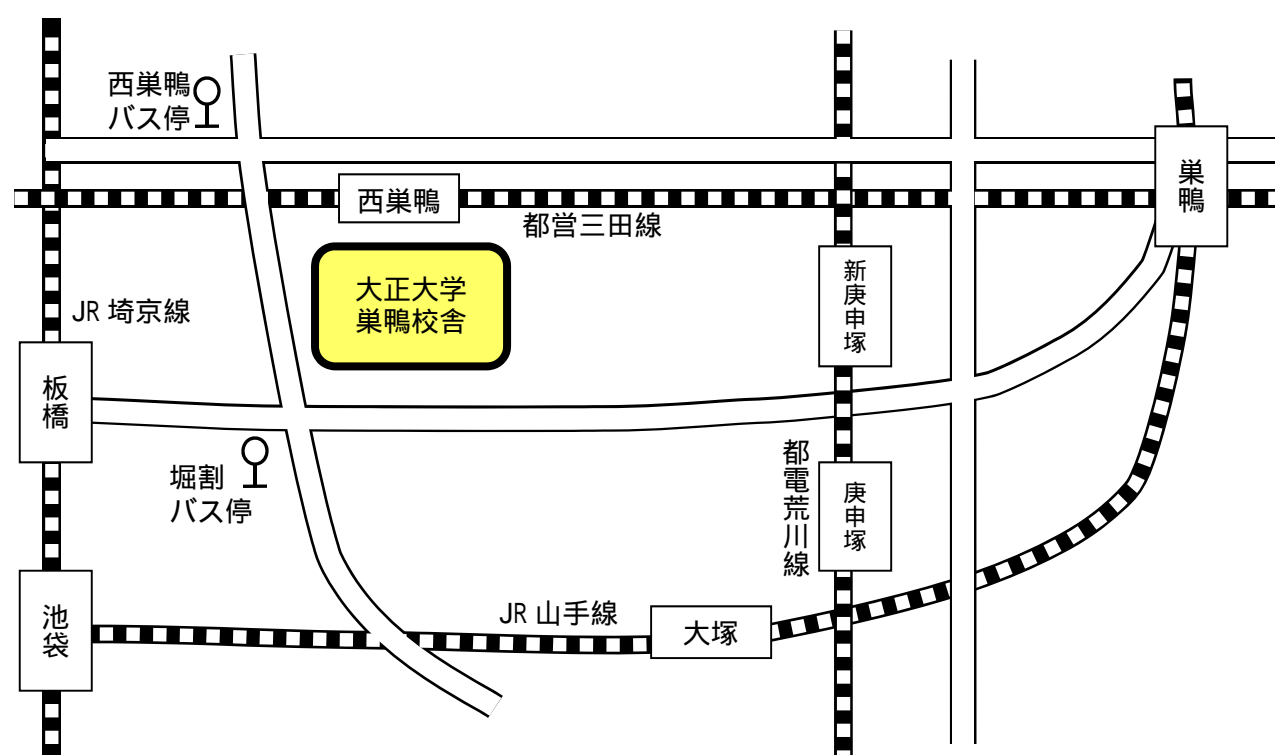 西巣鴨
バス停
巣鴨
西巣鴨
都営三田線
新庚申塚
大正大学
巣鴨校舎
JR 埼京線
板橋
都電荒川線
堀割
バス停
庚申塚
池袋
JR 山手線
大塚